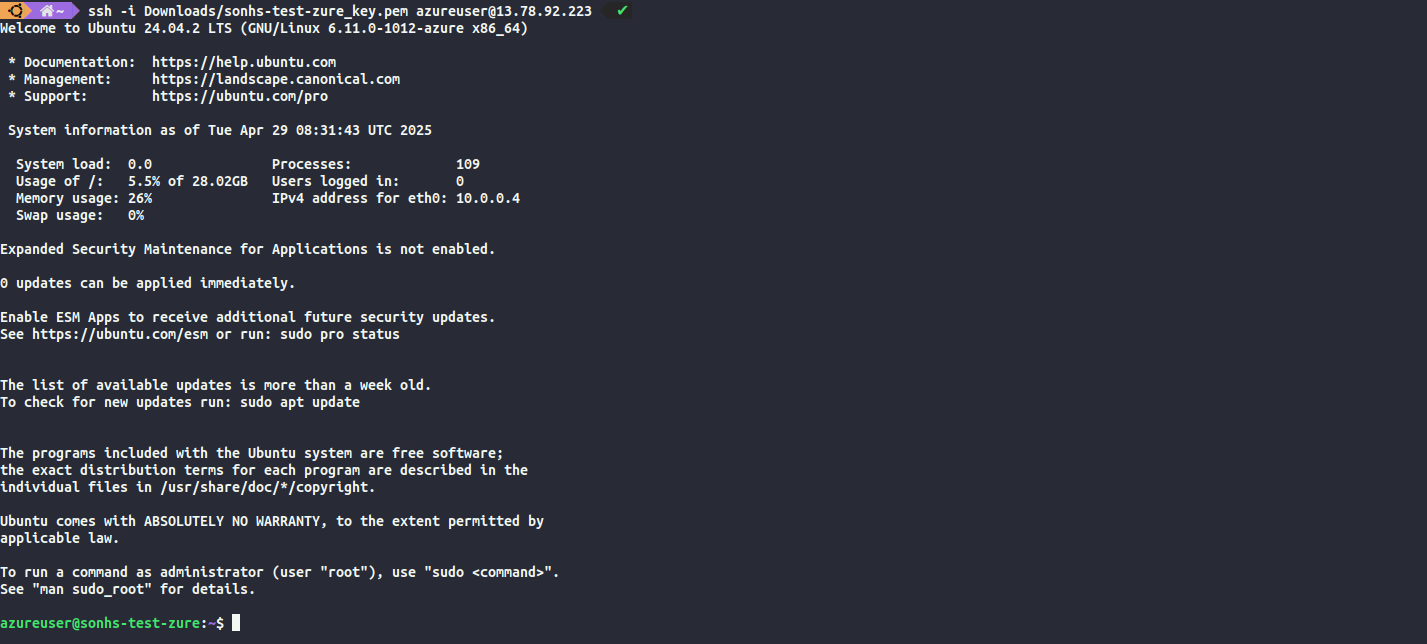 ~ ssh -i Downloads/sonhs-test-zure_key.pem azureuser@13.78.92.223 ✔
Welcome to Ubuntu 24.04.2 LTS (GNU/Linux 6.11.0-1012-azure x86_64)
* Documentation: https://help.ubuntu.com
* Management: https://landscape.canonical.com
* Support: https://ubuntu.com/pro
System information as of Tue Apr 29 08:31:43 UTC 2025
System load: 0.0 Processes: 109
Usage of /: 5.5% of 28.02GB Users logged in: 0
Memory usage: 26% IPv4 address for eth0: 10.0.0.4
Swap usage: 0%
Expanded Security Maintenance for Applications is not enabled.
0 updates can be applied immediately.
Enable ESM Apps to receive additional future security updates.
See https://ubuntu.com/esm or run: sudo pro status
The list of available updates is more than a week old.
To check for new updates run: sudo apt update
The programs included with the Ubuntu system are free software;
the exact distribution terms for each program are described in the
individual files in /usr/share/doc/*/copyright.
Ubuntu comes with ABSOLUTELY NO WARRANTY, to the extent permitted by
applicable law.
To run a command as administrator (user "root"), use "sudo <command>".
See "man sudo_root" for details.
azureuser@sonhs-test-zure:~$